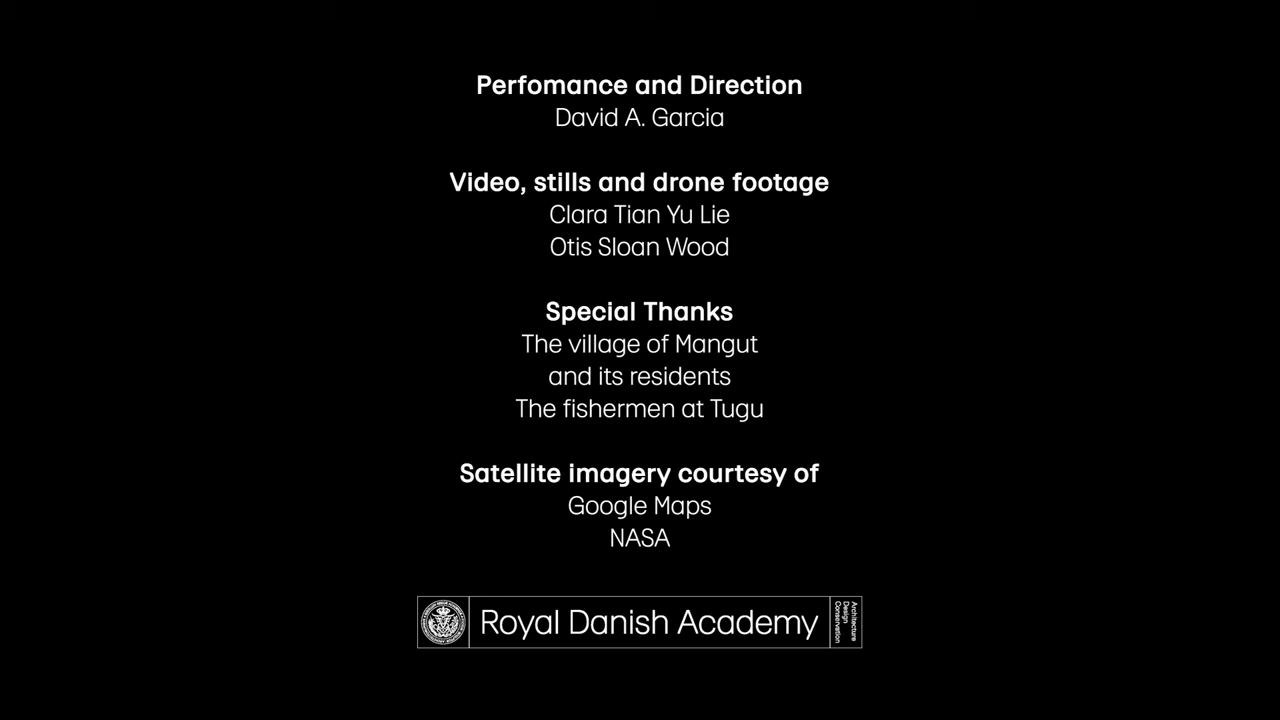 Perfomance and Direction
David A. Garcia
Video, stills and drone footage
Clara Tian Yu Lie
Otis Sloan Wood
Special Thanks
The village of Mangut
and its residents
The fishermen at Tugu
Satellite imagery courtesy of
Google Maps
NASA
Royal Danish Academy
Architecture
Design
Conservation